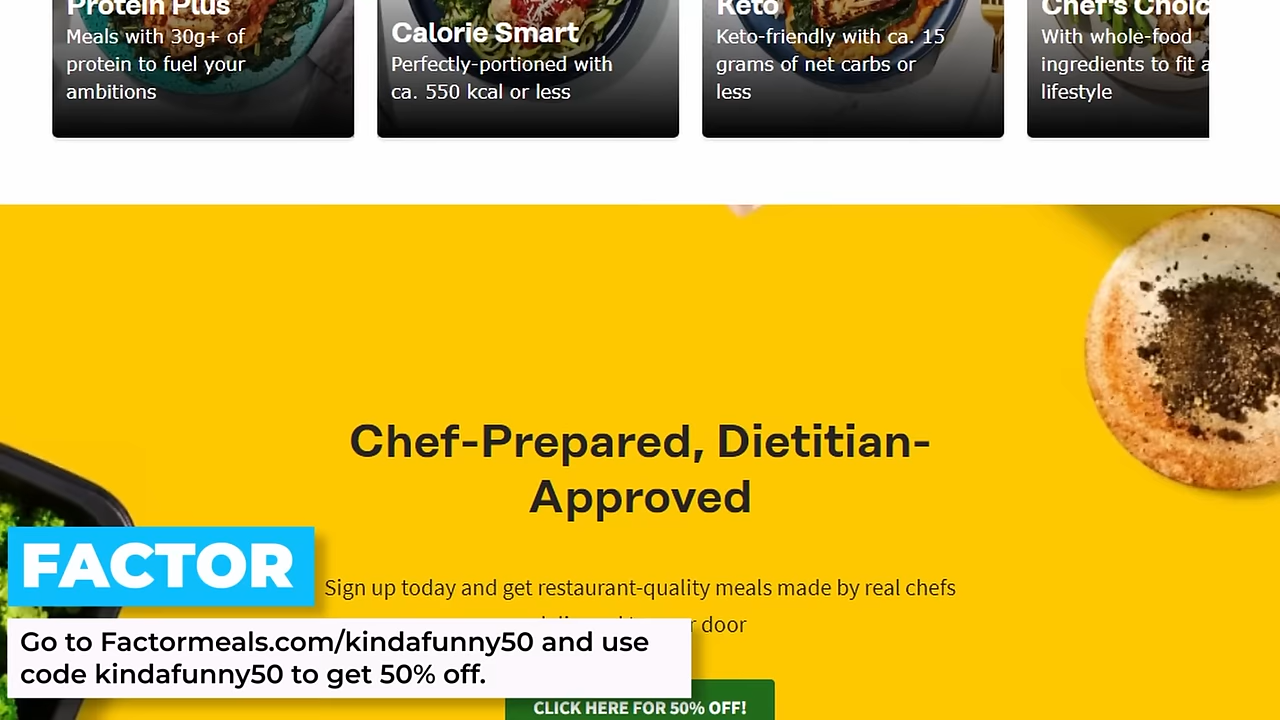 Protein Plus
Meals with 30g+ of
protein to fuel your
ambitions
Calorie Smart
Perfectly-portioned with
ca. 550 kcal or less
Keto
Keto-friendly with ca. 15
grams of net carbs or
less
Chef's Choic
With whole-food
ingredients to fit a
lifestyle
Chef-Prepared, Dietitian-
Approved
Sign up today and get restaurant-quality meals made by real chefs
door
CLICK HERE FOR 50% OFF!
FACTOR
Go to Factormeals.com/kindafunny50 and use
code kindafunny50 to get 50% off.